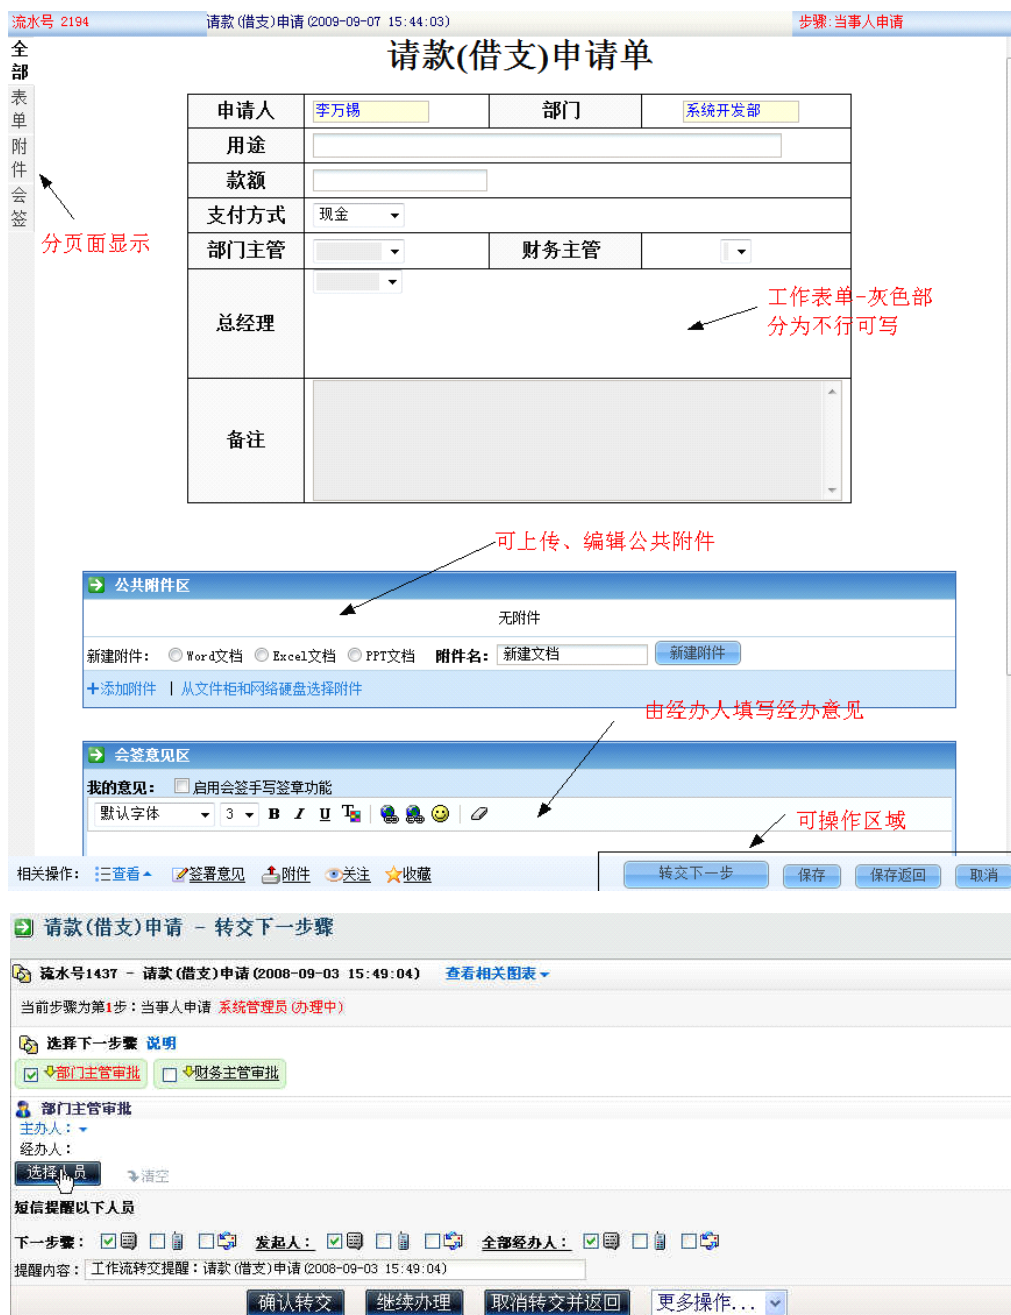 流水号 2194 请款(借支)申请(2009-09-07 15:44:03) 步骤:当事人申请
请款(借支)申请单
全部
表单
附件
会签
申请人 李万锡 部门 系统开发部
用途
款额
支付方式 现金
部门主管 财务主管
总经理
备注
分页面显示
工作表单-灰色部
分为不行可写
可上传、编辑公共附件
公共附件区
无附件
新建附件： Word文档 Excel文档 PPT文档 附件名： 新建文档 新建附件
+添加附件 | 从文件柜和网络硬盘选择附件
由经办人填写经办意见
会签意见区
我的意见： 启用会签手写签章功能
默认字体 3 B I U T
可操作区域
相关操作： 查看 签署意见 附件 关注 收藏 转交下一步 保存 保存返回 取消
请款(借支)申请 - 转交下一步骤
流水号1437 - 请款(借支)申请(2008-09-03 15:49:04) 查看相关图表
当前步骤为第1步：当事人申请 系统管理员(办理中)
选择下一步骤 说明
部门主管审批 财务主管审批
部门主管审批
主办人：
经办人：
选择人员 清空
短信提醒以下人员
下一步骤： 发起人： 全部经办人：
提醒内容： 工作流转交提醒：请款(借支)申请(2008-09-03 15:49:04)
确认转交 继续办理 取消转交并返回 更多操作...